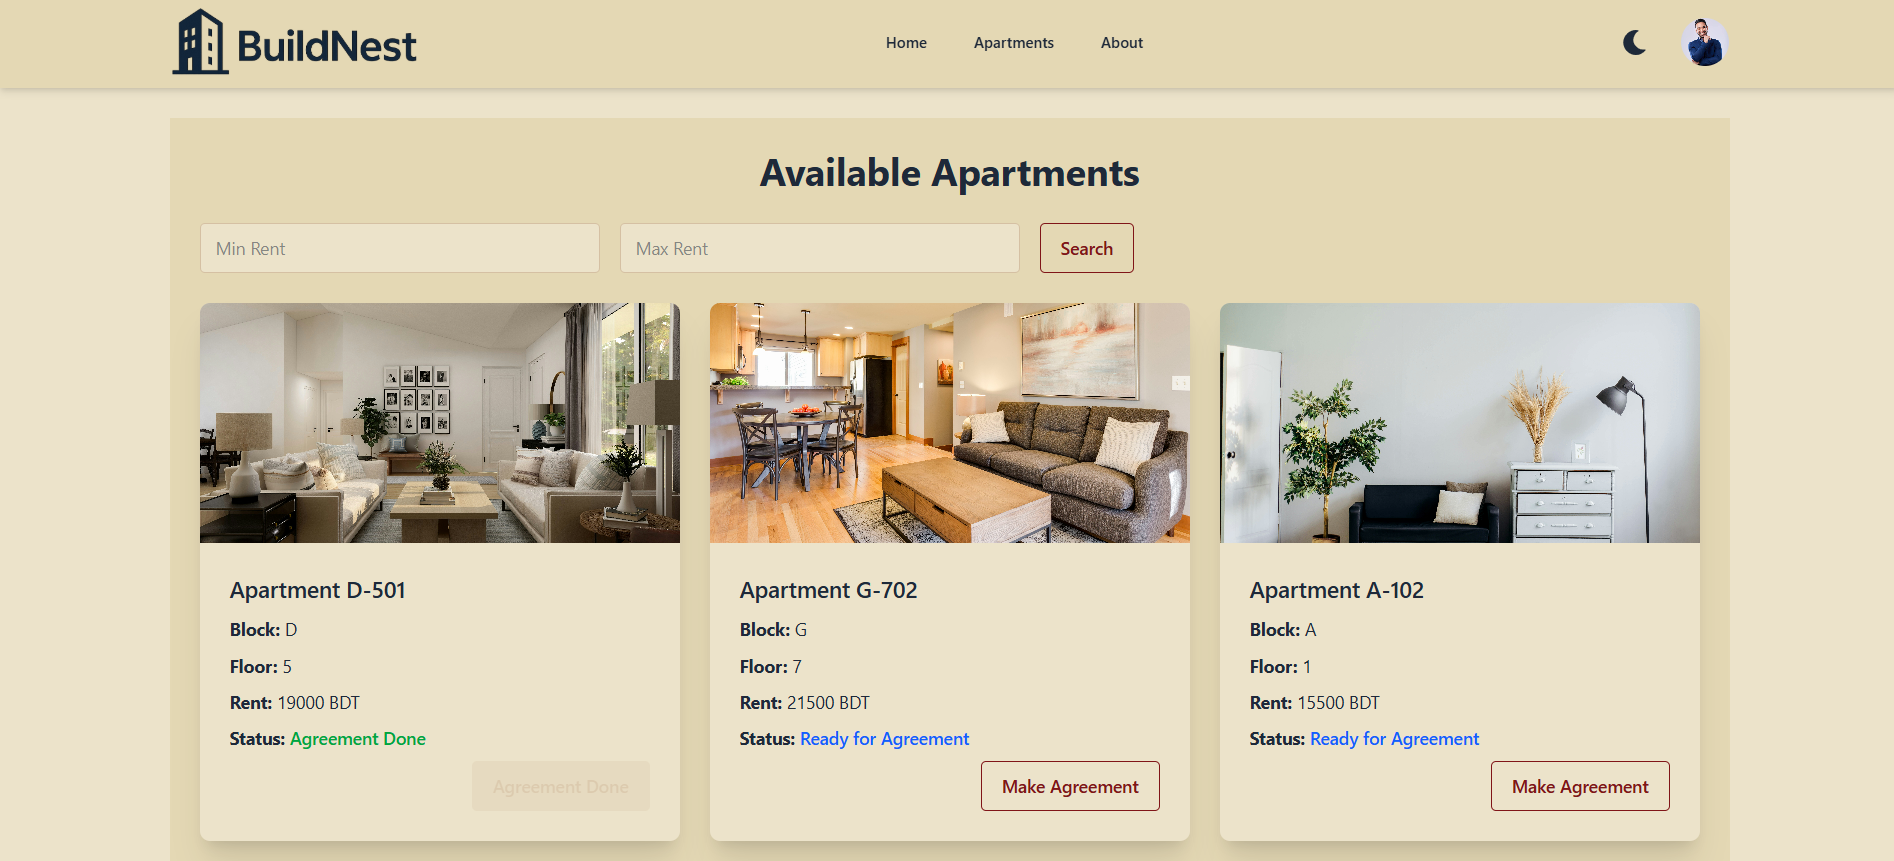 BuildNest
Home
Apartments
About
Available Apartments
Min Rent
Max Rent
Search
Apartment D-501
Block: D
Floor: 5
Rent: 19000 BDT
Status: Agreement Done
Agreement Done
Apartment G-702
Block: G
Floor: 7
Rent: 21500 BDT
Status: Ready for Agreement
Make Agreement
Apartment A-102
Block: A
Floor: 1
Rent: 15500 BDT
Status: Ready for Agreement
Make Agreement